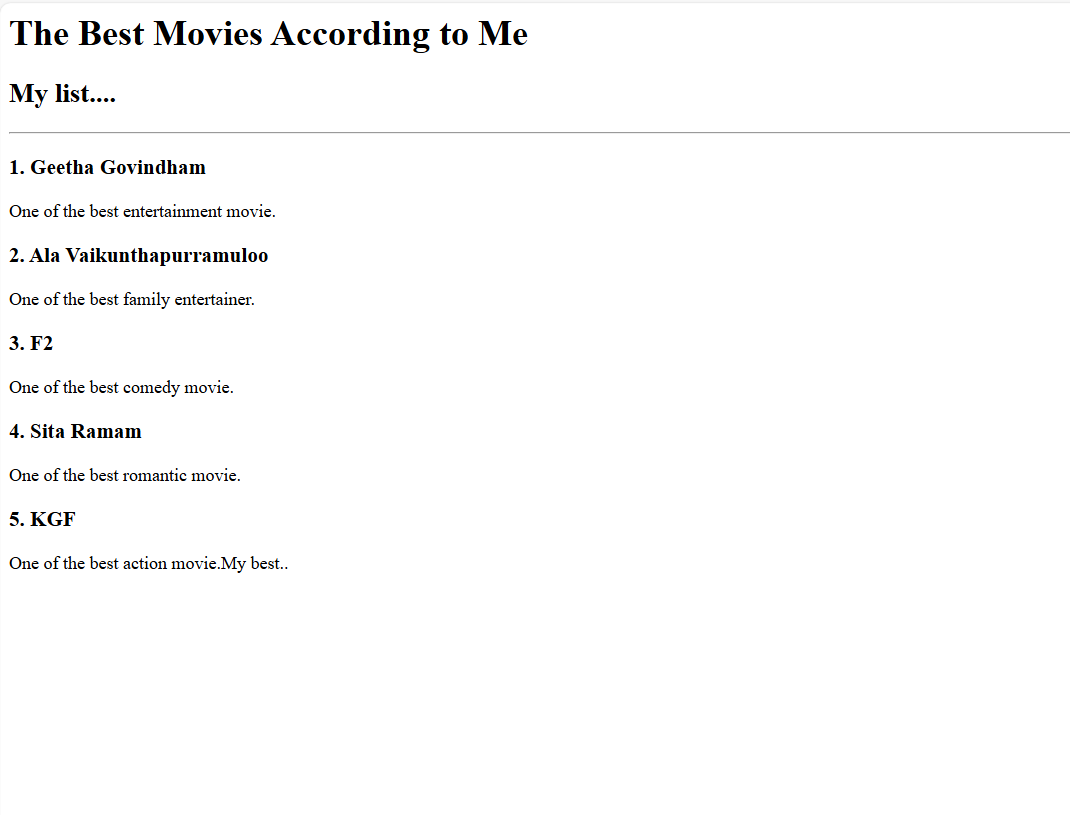 The Best Movies According to Me
My list....
1. Geetha Govindham
One of the best entertainment movie.
2. Ala Vaikunthapurramuloo
One of the best family entertainer.
3. F2
One of the best comedy movie.
4. Sita Ramam
One of the best romantic movie.
5. KGF
One of the best action movie.My best..